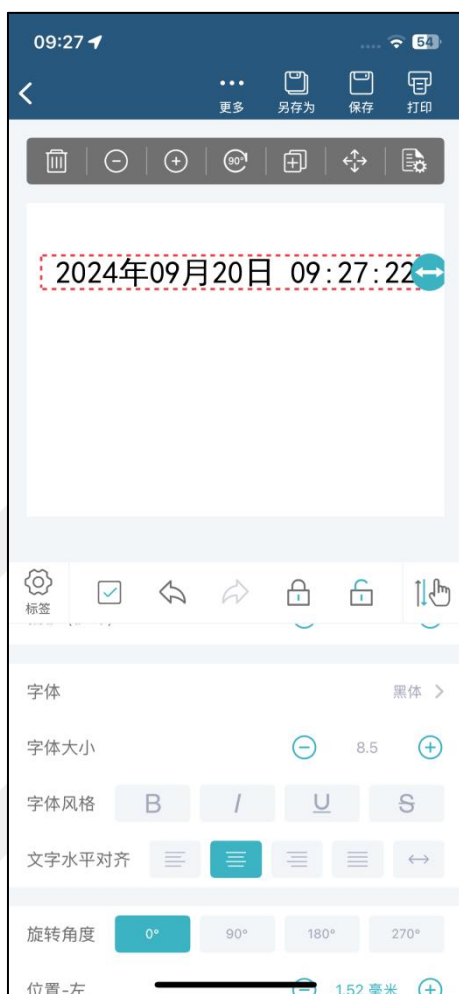 09:27
54
更多 另存为 保存 打印
90°
2024年09月20日 09:27:22
标签
字体 黑体
字体大小 8.5
字体风格 B I U S
文字水平对齐
旋转角度 0° 90° 180° 270°
位置-左 1.52 毫米